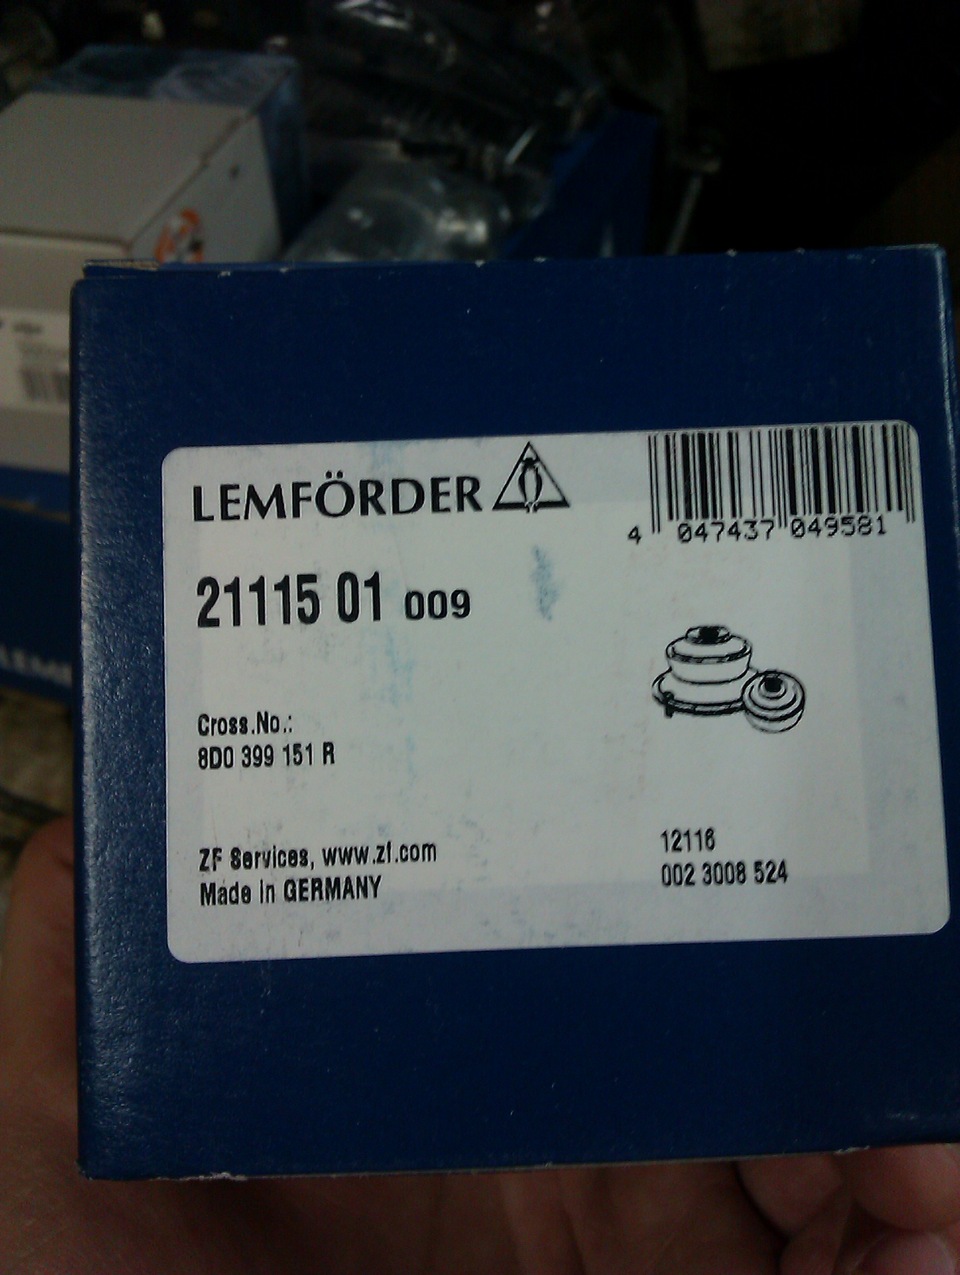 LEMFÖRDER
4 047437 049581
21115 01 009
Cross.No.:
8D0 399 151 R
ZF Services, www.zf.com
Made in GERMANY
12116
002 3008 524